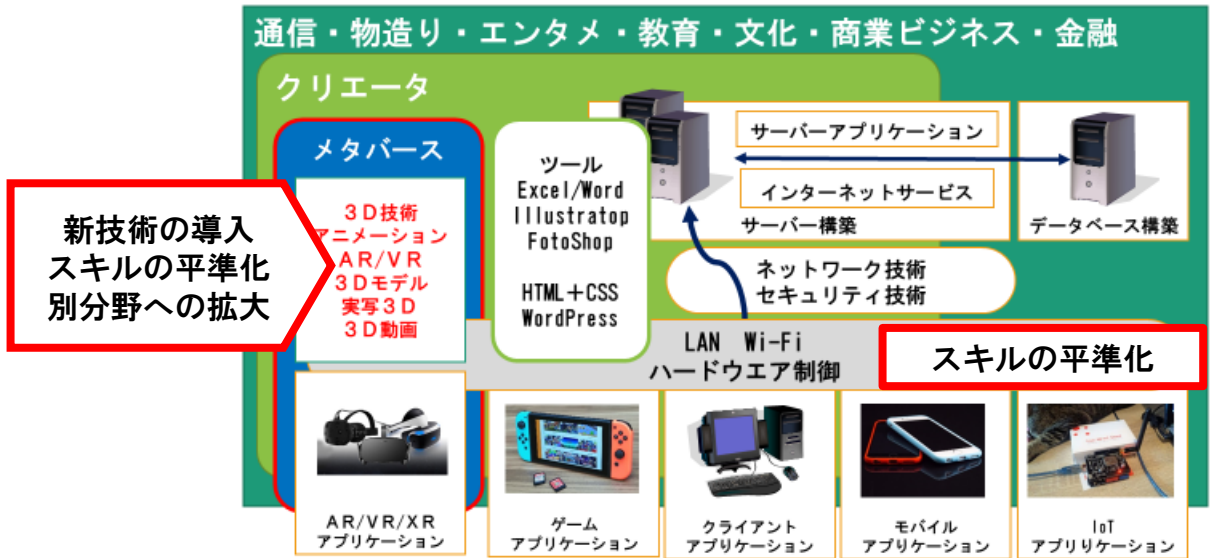 通信・物造り・エンタメ・教育・文化・商業ビジネス・金融
クリエータ
メタバース
3D技術
アニメーション
AR/VR
3Dモデル
実写3D
3D動画
新技術の導入
スキルの平準化
別分野への拡大
ツール
Excel/Word
Illustratop
FotoShop
HTML+CSS
WordPress
サーバーアプリケーション
インターネットサービス
サーバー構築
データベース構築
ネットワーク技術
セキュリティ技術
LAN Wi-Fi
ハードウエア制御
スキルの平準化
AR/VR/XR
アプリケーション
ゲーム
アプリケーション
クライアント
アプリケーション
モバイル
アプリケーション
IoT
アプリりケーション